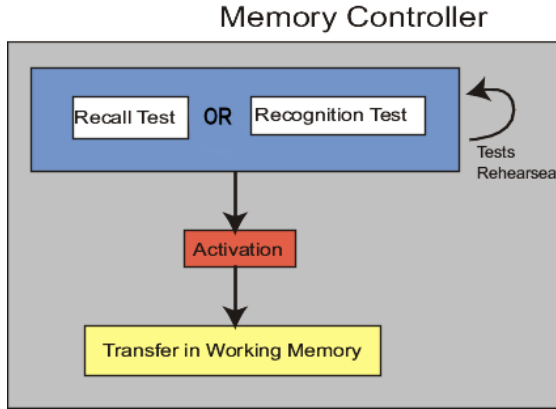 Memory Controller
Recall Test OR Recognition Test
Tests
Rehearsea
Activation
Transfer in Working Memory